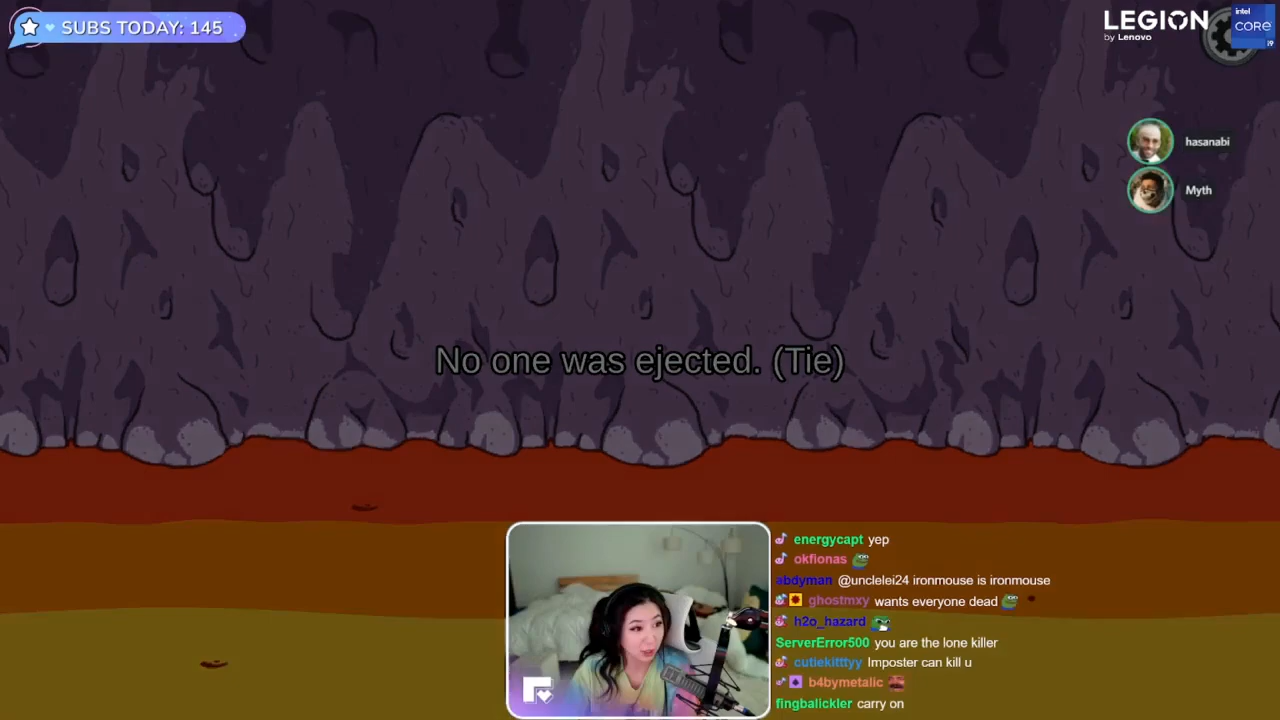 SUBS TODAY: 145
LEGION
by Lenovo
intel
CORE
i9
hasanabi
Myth
No one was ejected. (Tie)
energycapt yep
okfionas
abdyman @unclelei24 ironmouse is ironmouse
ghostmxy wants everyone dead
h2o_hazard
ServerError500 you are the lone killer
cutiekitttyy Imposter can kill u
b4bymetalic
fingbalickler carry on